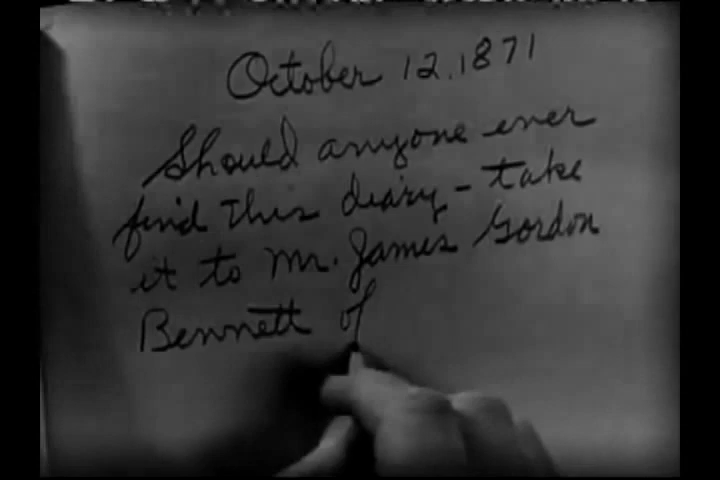 October 12, 1871
Should anyone ever
find this diary - take
it to Mr. James Gordon
Bennett of